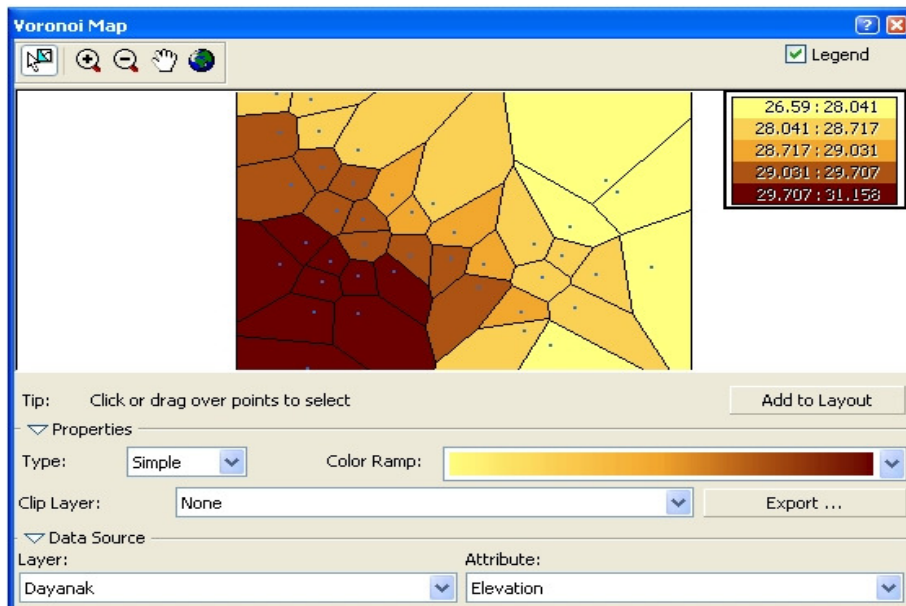 Voronoi Map
Legend
26.59 : 28.041
28.041 : 28.717
28.717 : 29.031
29.031 : 29.707
29.707 : 31.158
Tip: Click or drag over points to select
Add to Layout
Properties
Type: Simple Color Ramp:
Clip Layer: None Export ...
Data Source
Layer: Attribute:
Dayanak Elevation